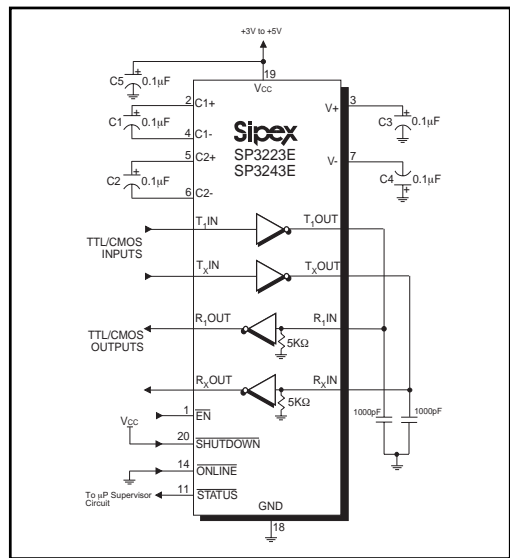 +3V to +5V
19
VCC
C5 + 0.1µF
2 C1+
C1 + 0.1µF
4 C1-
5 C2+
C2 + 0.1µF
6 C2-
Sipex
SP3223E
SP3243E
V+ 3
C3 + 0.1µF
V- 7
C4 0.1µF +
T1IN T1OUT
TTL/CMOS
INPUTS
TXIN TXOUT
R1OUT R1IN
TTL/CMOS
OUTPUTS
5KΩ
RXOUT RXIN
5KΩ
1000pF 1000pF
1 EN
VCC
20 SHUTDOWN
14 ONLINE
11 STATUS
To µP Supervisor
Circuit
GND
18